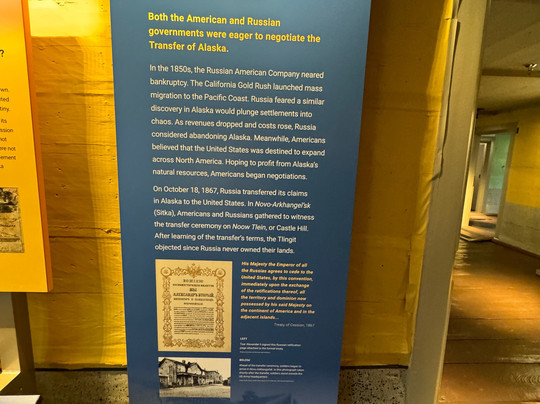 Both the American and Russian
governments were eager to negotiate the
Transfer of Alaska.
In the 1850s, the Russian American Company neared
bankruptcy. The California Gold Rush launched mass
migration to the Pacific Coast. Russia feared a similar
discovery in Alaska would plunge settlements into
chaos. As revenues dropped and costs rose, Russia
considered abandoning Alaska. Meanwhile, Americans
believed that the United States was destined to expand
across North America. Hoping to profit from Alaska's
natural resources, Americans began negotiations.
On October 18, 1867, Russia transferred its claims
in Alaska to the United States. In Novo-Arkhangel'sk
(Sitka), Americans and Russians gathered to witness
the transfer ceremony on Noow Tlein, or Castle Hill.
After learning of the transfer's terms, the Tlingit
objected since Russia never owned their lands.
His Majesty the Emperor of all
the Russias agrees to cede to the
United States, by this convention,
immediately upon the exchange
of the ratifications thereof, all
the territory and dominion now
possessed by his said Majesty on
the continent of America and in the
adjacent islands...
Treaty of Cession, 1867
LEFT
BELOW